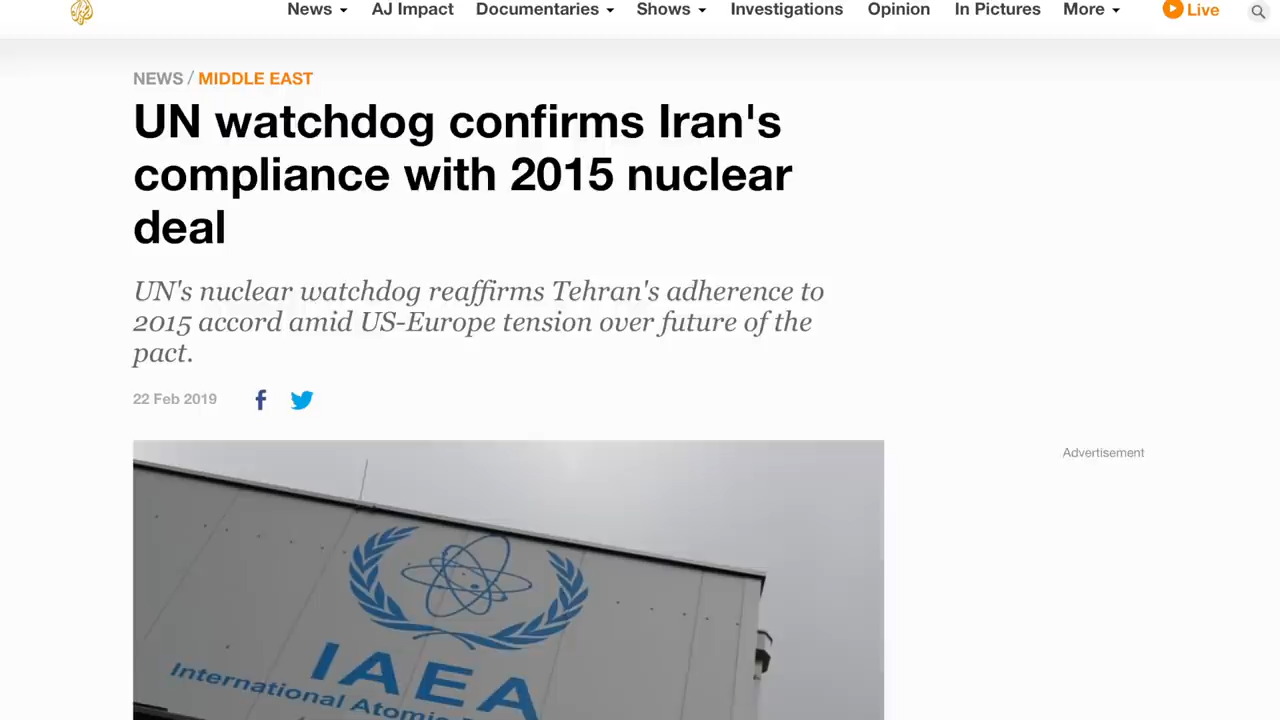 News AJ Impact Documentaries Shows Investigations Opinion In Pictures More Live
NEWS / MIDDLE EAST
UN watchdog confirms Iran's
compliance with 2015 nuclear
deal
UN's nuclear watchdog reaffirms Tehran's adherence to
2015 accord amid US-Europe tension over future of the
pact.
22 Feb 2019
Advertisement
IAEA
International Atomic